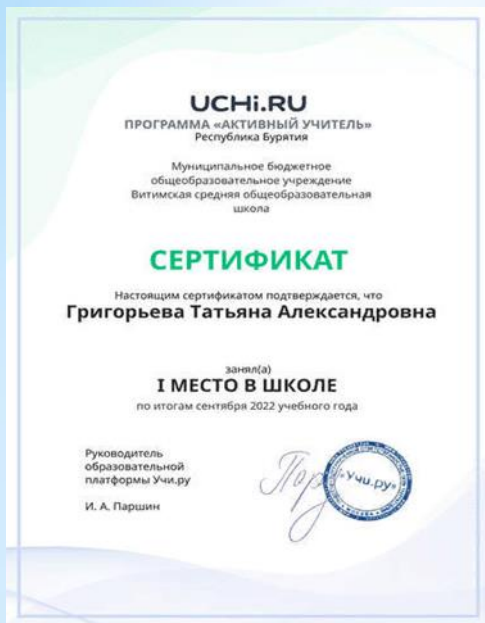 UCHi.RU
ПРОГРАММА «АКТИВНЫЙ УЧИТЕЛЬ»
Республика Бурятия
Муниципальное бюджетное
общеобразовательное учреждение
Витимская средняя общеобразовательная
школа
СЕРТИФИКАТ
Настоящим сертификатом подтверждается, что
Григорьева Татьяна Александровна
занял(а)
I МЕСТО В ШКОЛЕ
по итогам сентября 2022 учебного года
Руководитель
образовательной
платформы Учи.ру
И. А. Паршин
«Учи.ру»